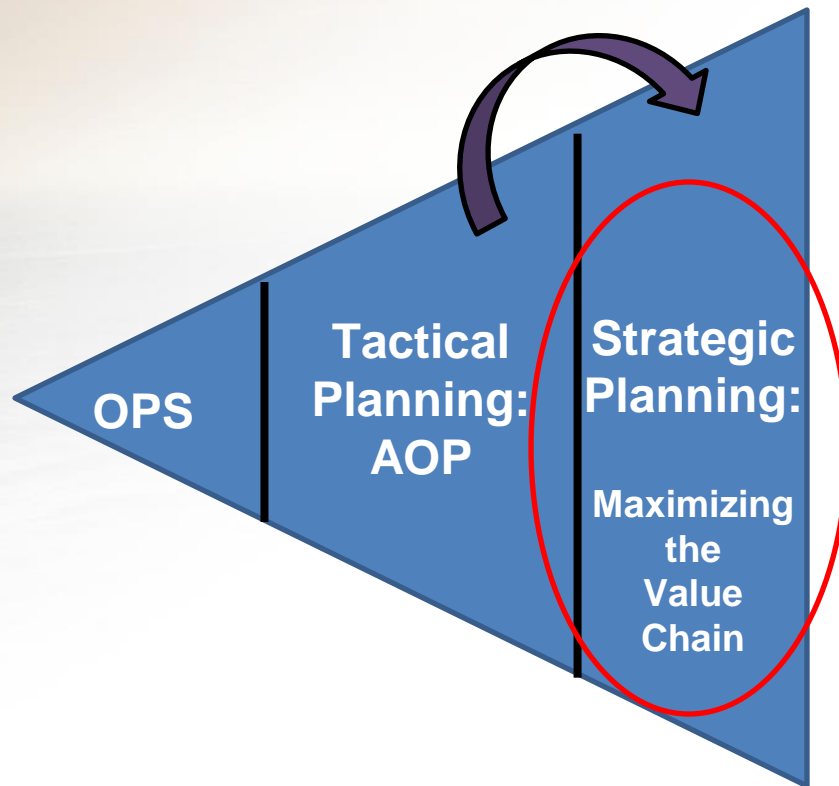 OPS
Tactical
Planning:
AOP
Strategic
Planning:
Maximizing
the
Value
Chain